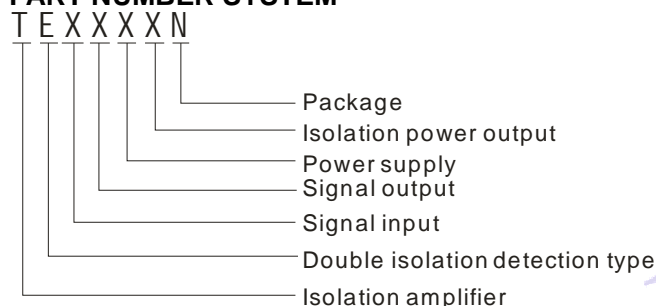 PART NUMBER SYSTEM
TEXXXXN
Package
Isolation power output
Power supply
Signal output
Signal input
Double isolation detection type
Isolation amplifier